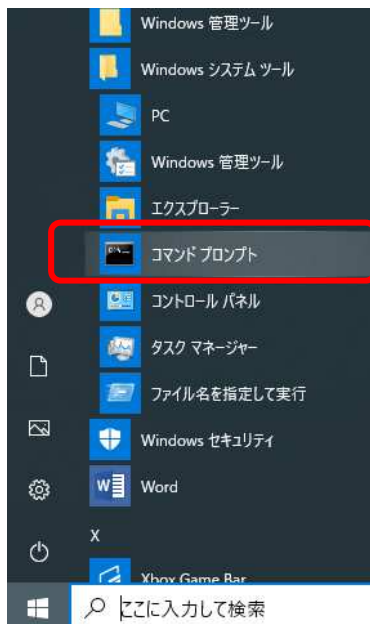 Windows 管理ツール
Windows システム ツール
PC
Windows 管理ツール
エクスプローラー
コマンド プロンプト
コントロール パネル
タスク マネージャー
ファイル名を指定して実行
Windows セキュリティ
Word
X
Xbox Game Bar
ここに入力して検索